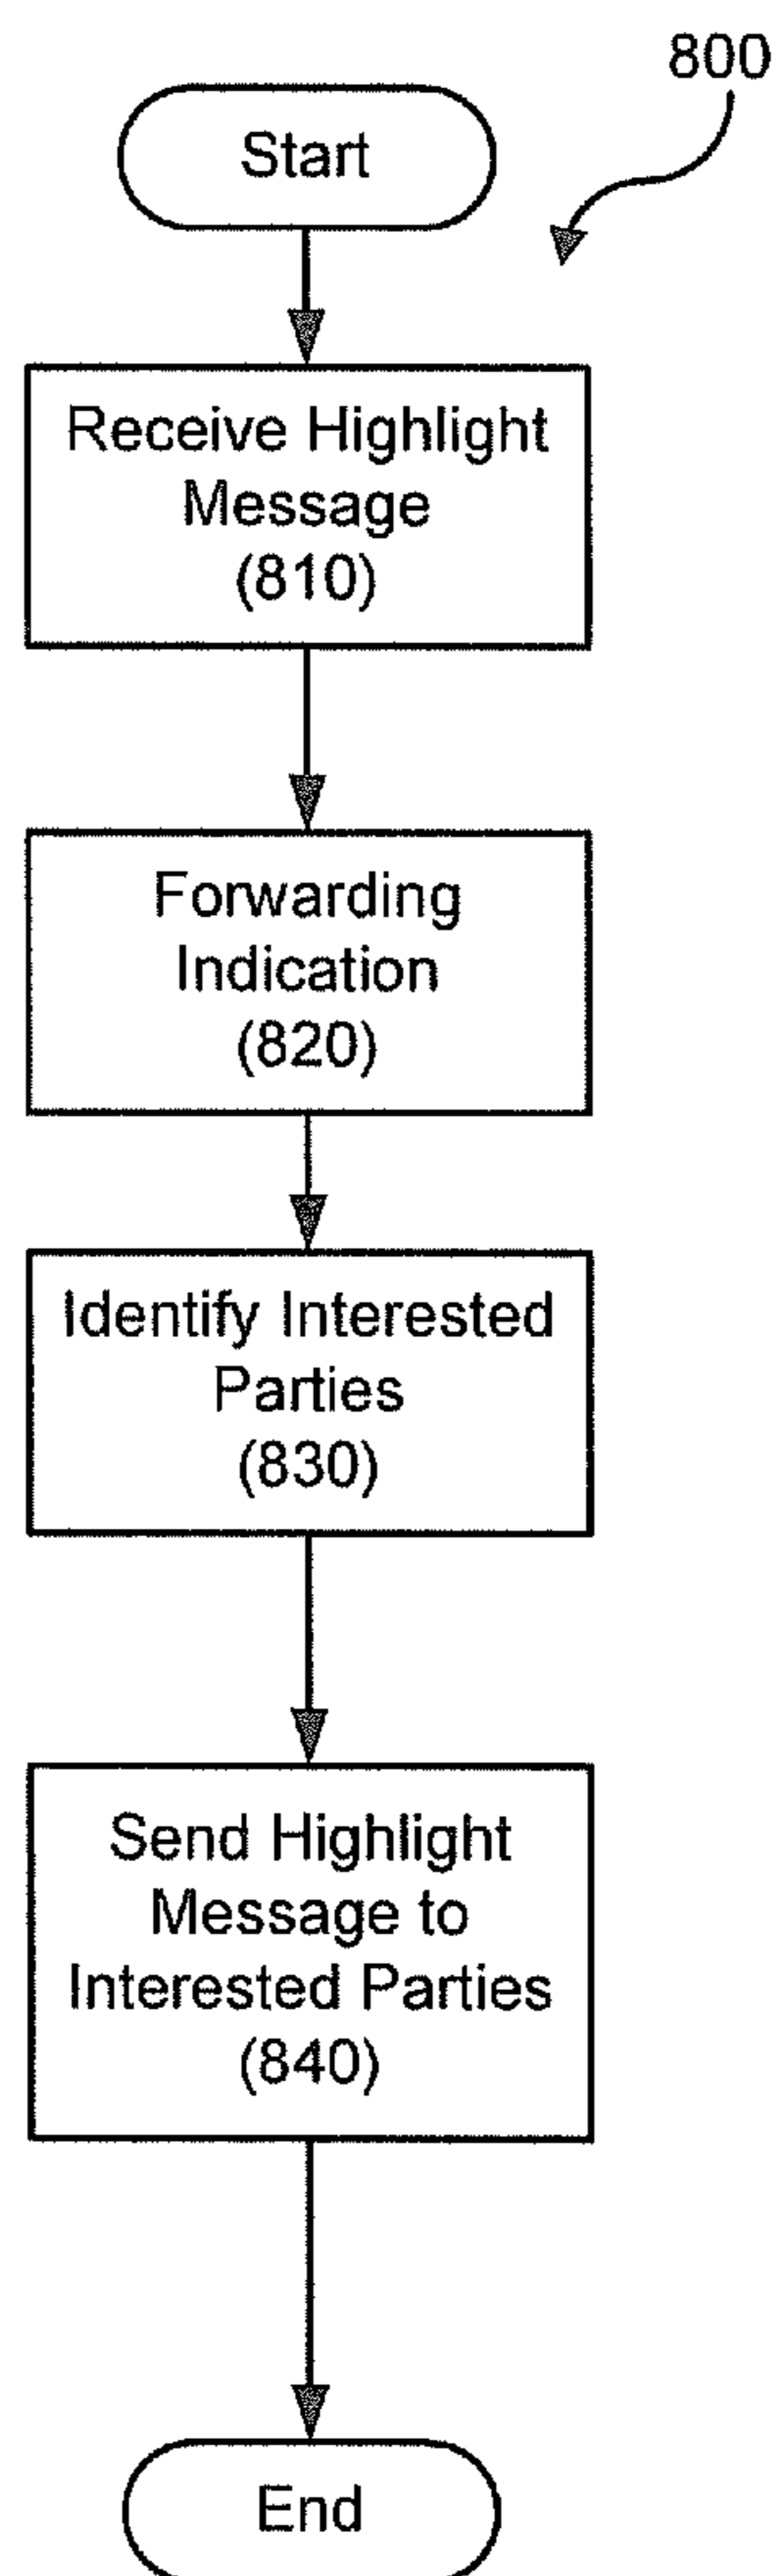 800
Start
Receive Highlight
Message
(810)
Forwarding
Indication
(820)
Identify Interested
Parties
(830)
Send Highlight
Message to
Interested Parties
(840)
End